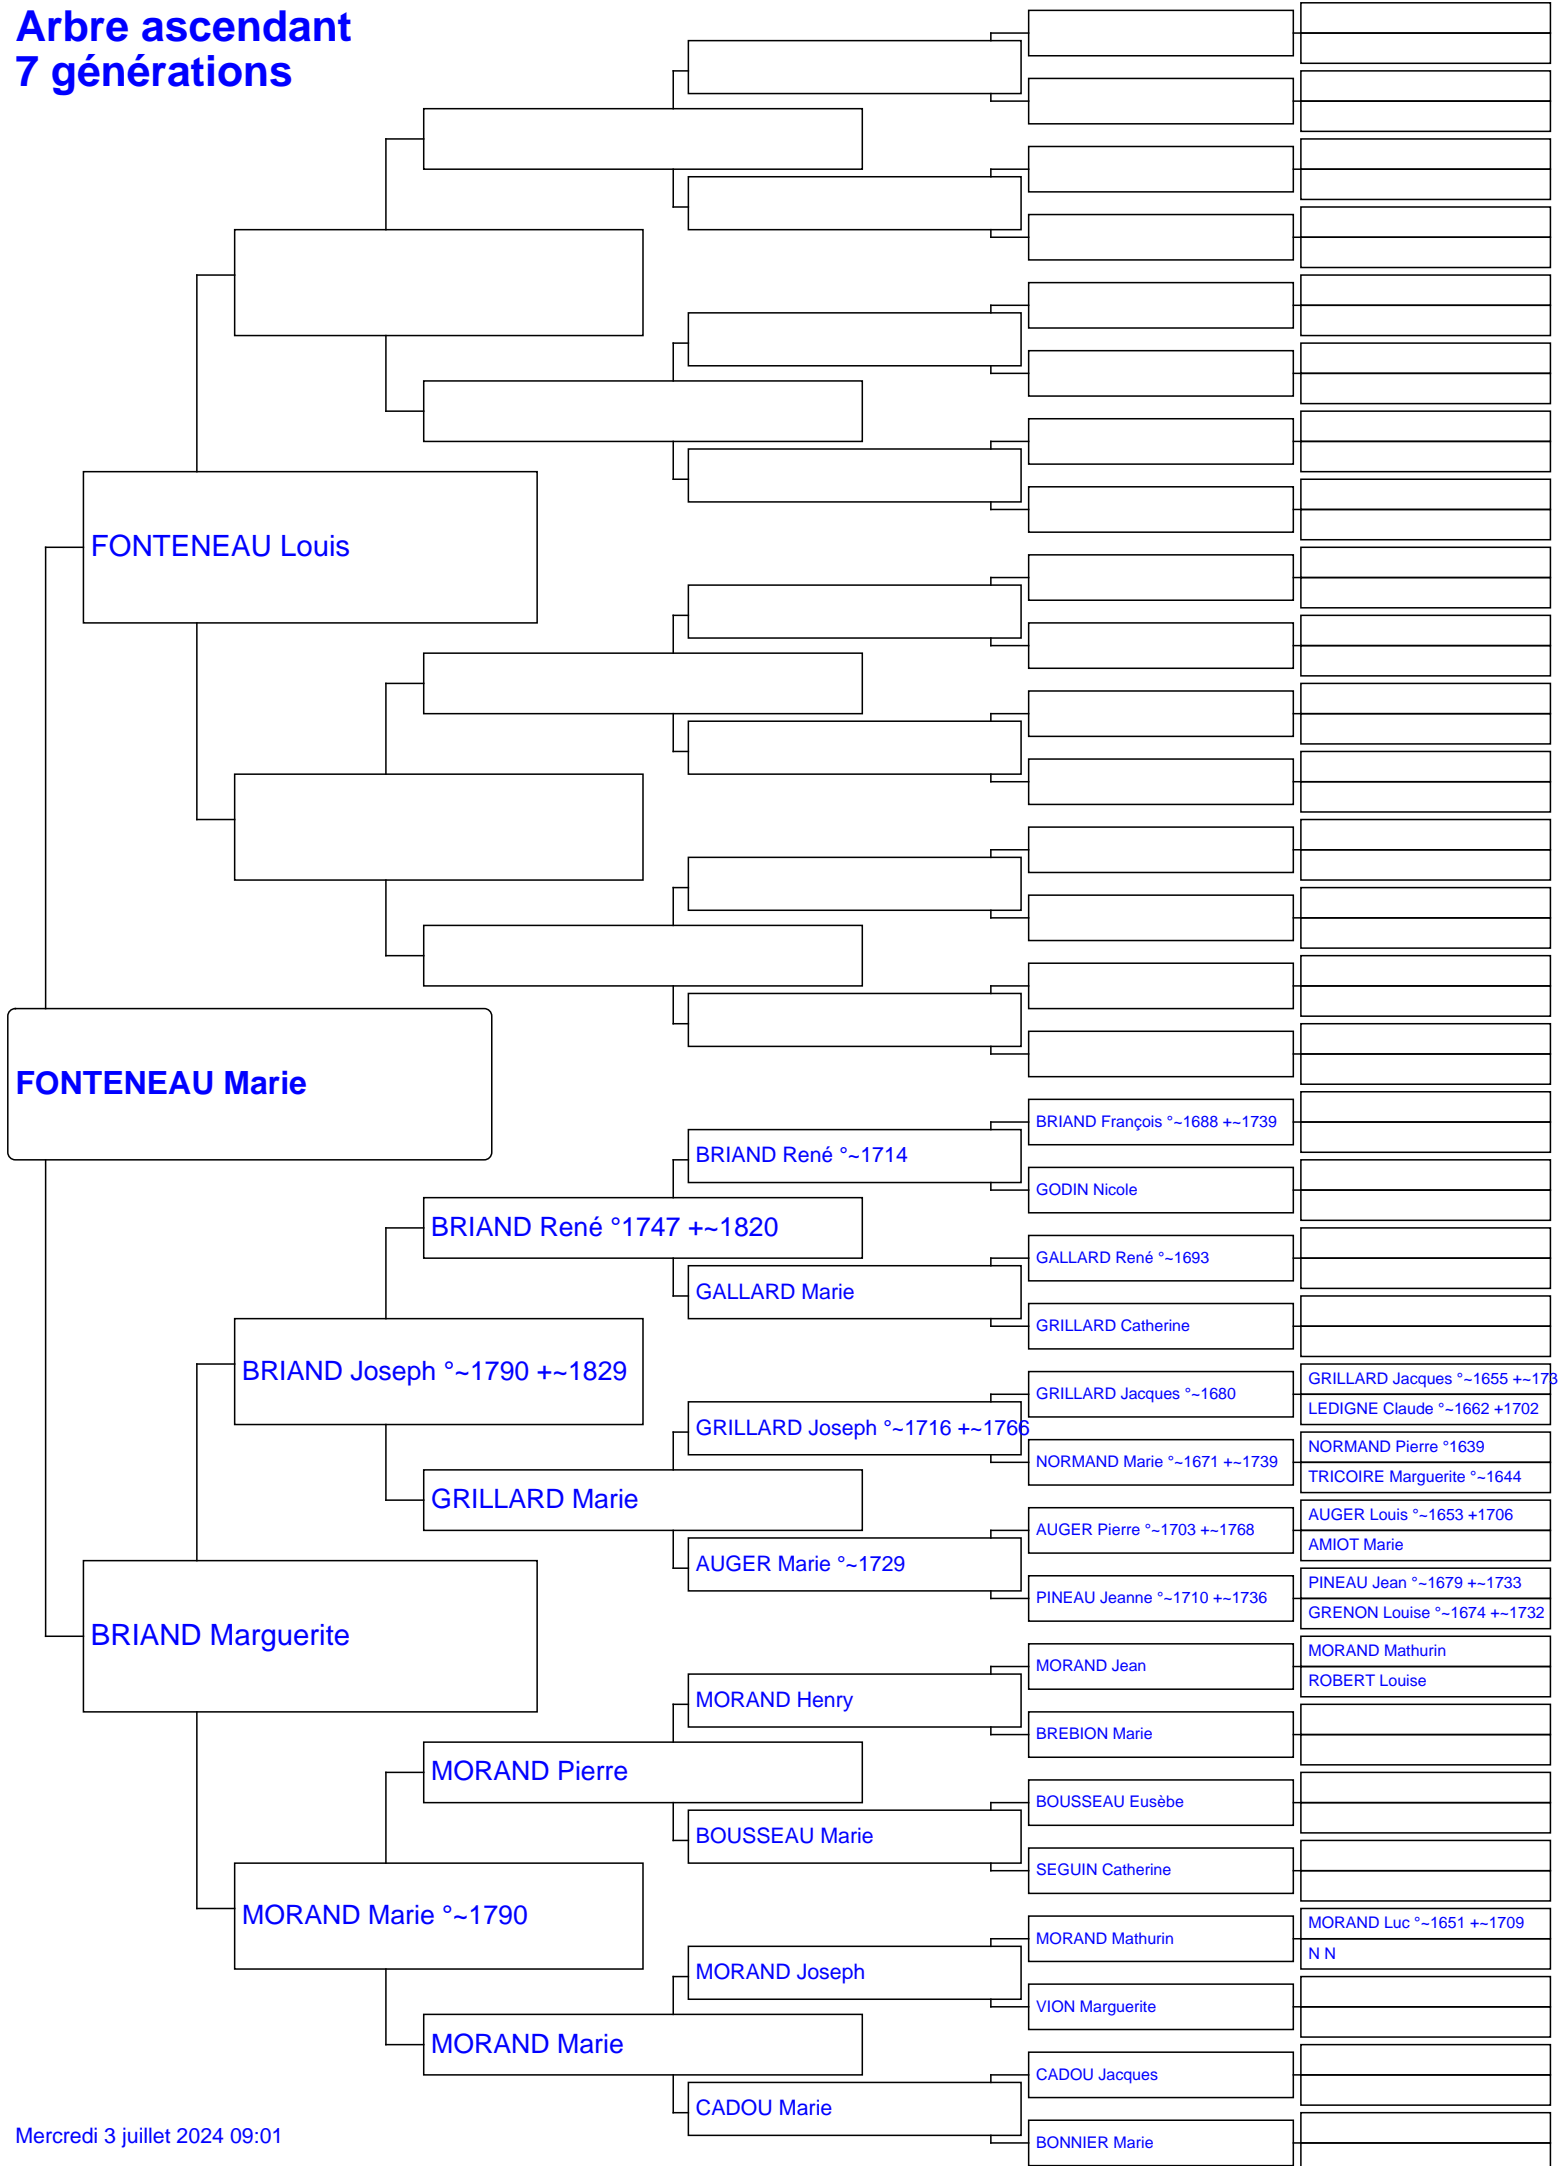 Arbre ascendant
7 générations
FONTENEAU Louis
FONTENEAU Marie
BRIAND François °~1688 +~1739
BRIAND René °~1714
GODIN Nicole
BRIAND René °1747 +~1820
GALLARD René °~1693
GALLARD Marie
GRILLARD Catherine
BRIAND Joseph °~1790 +~1829
GRILLARD Jacques °~1655 +~173
GRILLARD Jacques °~1680
LEDIGNE Claude °~1662 +1702
GRILLARD Joseph °~1716 +~1766
NORMAND Pierre °1639
NORMAND Marie °~1671 +~1739
TRICOIRE Marguerite °~1644
GRILLARD Marie
AUGER Louis °~1653 +1706
AUGER Pierre °~1703 +~1768
AMIOT Marie
AUGER Marie °~1729
PINEAU Jean °~1679 +~1733
PINEAU Jeanne °~1710 +~1736
GRENON Louise °~1674 +~1732
BRIAND Marguerite
MORAND Mathurin
MORAND Jean
ROBERT Louise
MORAND Henry
BREBION Marie
MORAND Pierre
BOUSSEAU Eusèbe
BOUSSEAU Marie
SEGUIN Catherine
MORAND Marie °~1790
MORAND Luc °~1651 +~1709
MORAND Mathurin
N N
MORAND Joseph
VION Marguerite
MORAND Marie
CADOU Jacques
CADOU Marie
BONNIER Marie
Mercredi 3 juillet 2024 09:01